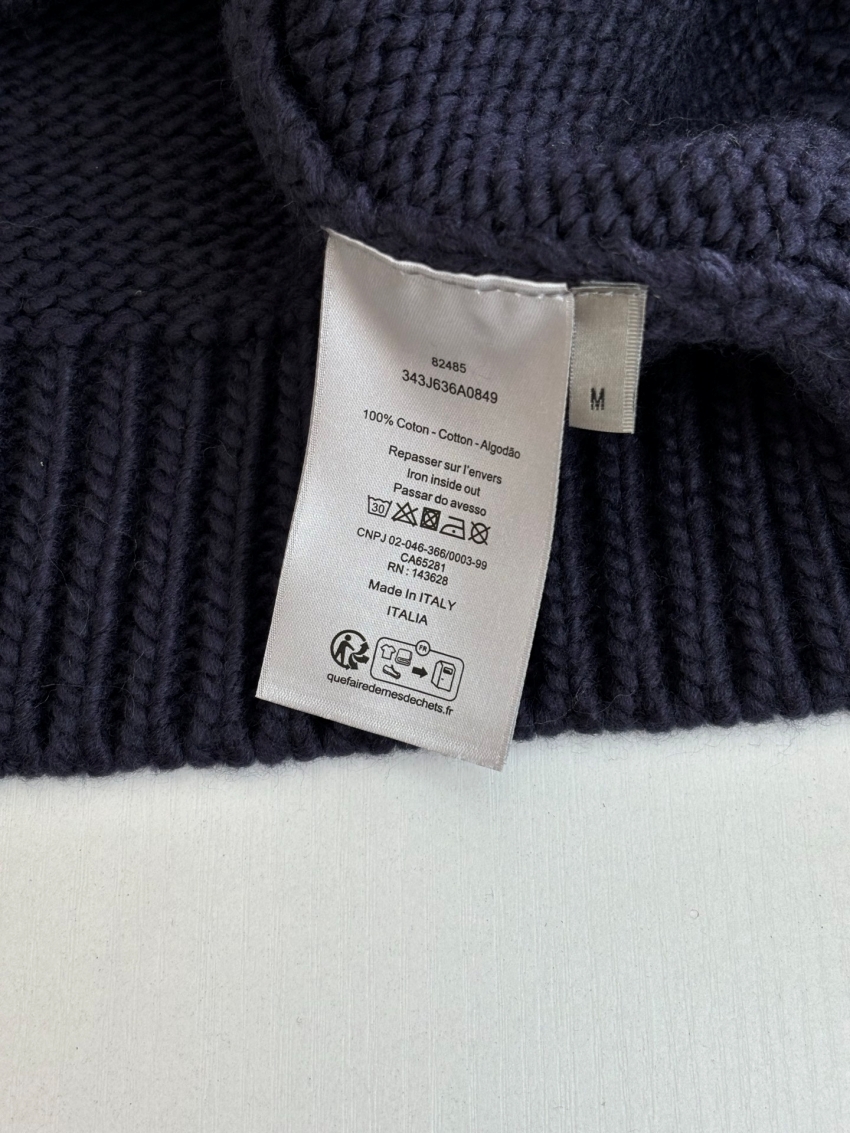 82485
343J636A0849
100% Coton - Cotton - Algodão
Repasser sur l'envers
Iron inside out
Passar do avesso
30
CNPJ 02-046-366/0003-99
CA65281
RN : 143628
Made In ITALY
ITALIA
FR
quefairedemesdechets.fr
M